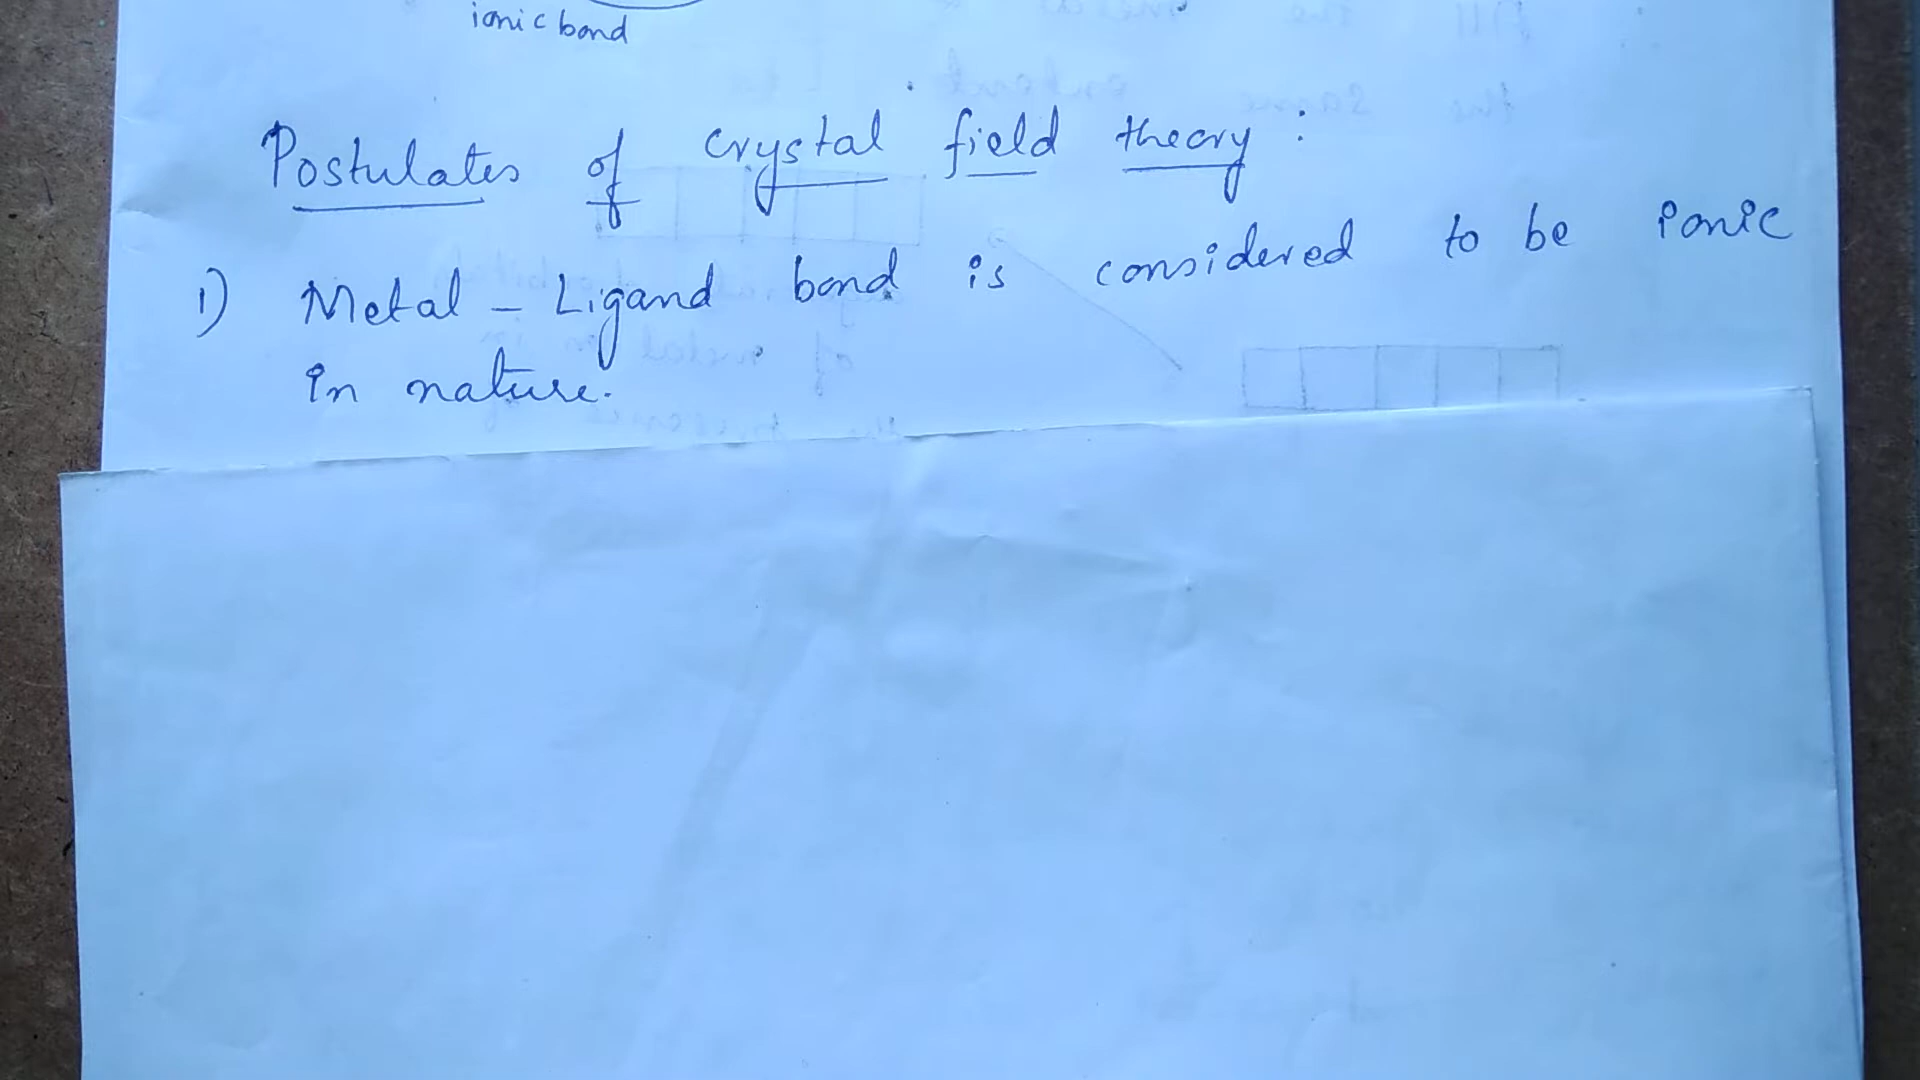 ionic bond
Postulates of crystal field theory :
1) Metal - Ligand bond is considered to be ionic
in nature.